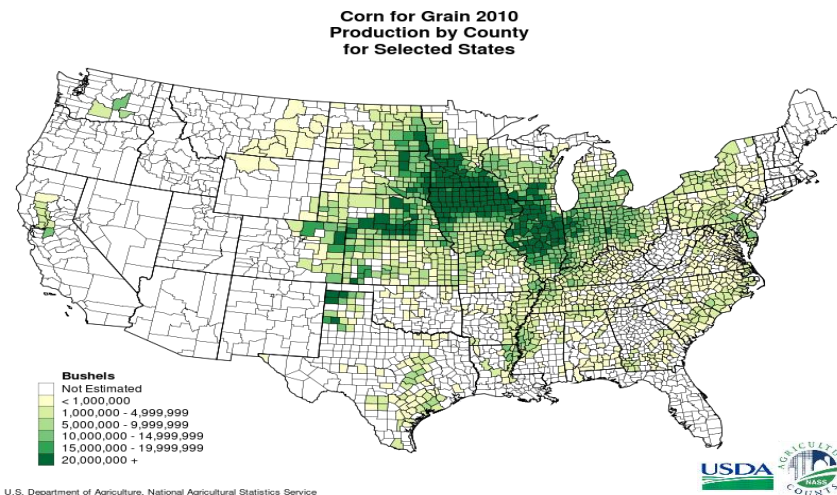 Corn for Grain 2010
Production by County
for Selected States
Bushels
Not Estimated
< 1,000,000
1,000,000 - 4,999,999
5,000,000 - 9,999,999
10,000,000 - 14,999,999
15,000,000 - 19,999,999
20,000,000 +
U.S. Department of Agriculture, National Agricultural Statistics Service
USDA
NASS